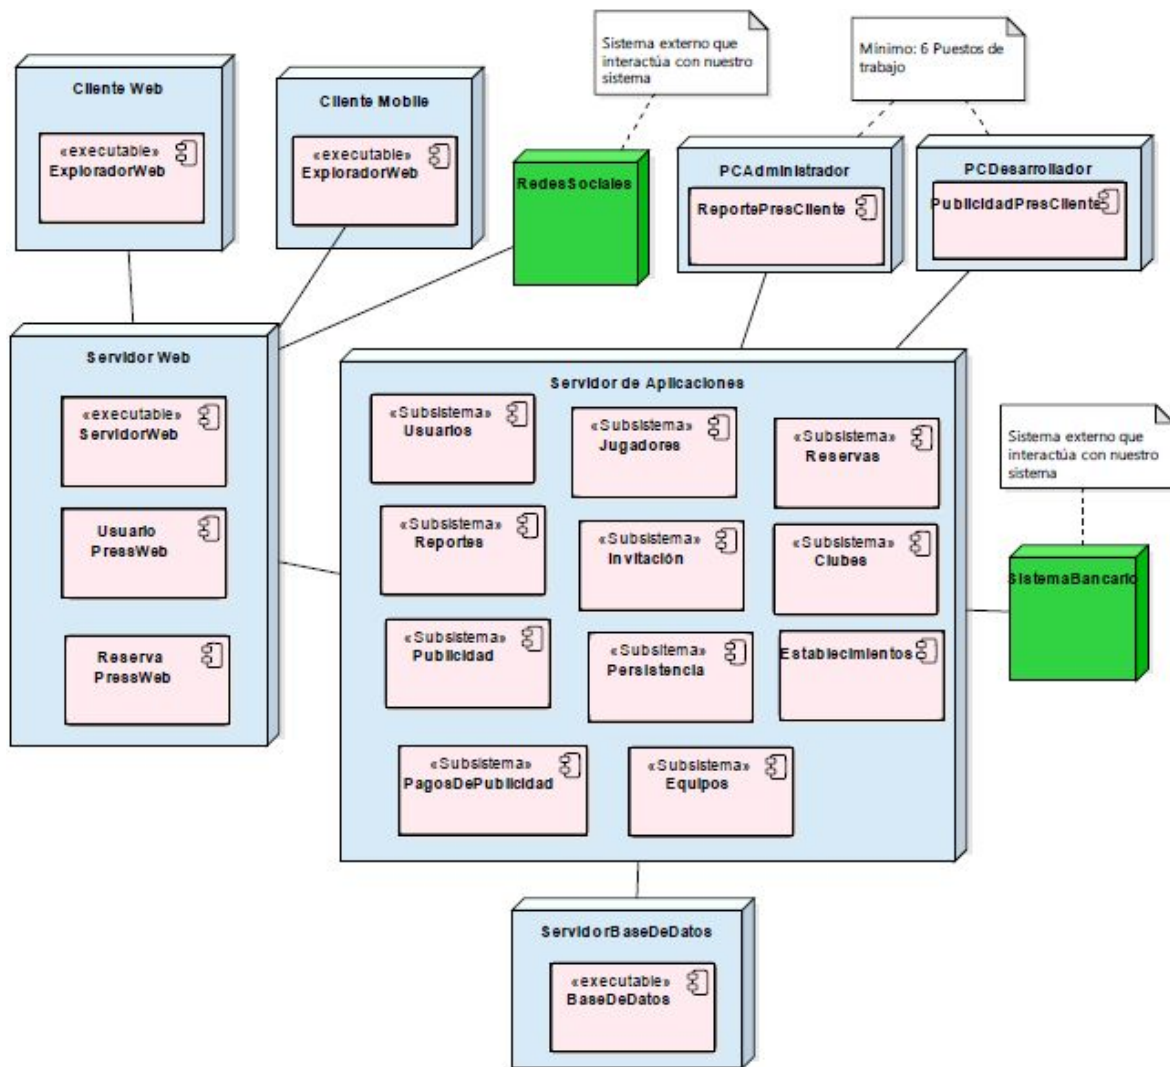 Sistema externo que
interactúa con nuestro
sistema
Mínimo: 6 Puestos de
trabajo
Cliente Web
«executable»
ExploradorWeb
Cliente Mobile
«executable»
ExploradorWeb
RedesSociales
PCAdministrador
ReportePresCliente
PCDesarrollador
PublicidadPresCliente
Servidor Web
«executable»
ServidorWeb
Usuario
PressWeb
Reserva
PressWeb
Servidor de Aplicaciones
«Subsistema»
Usuarios
«Subsistema»
Jugadores
«Subsistema»
Reservas
«Subsistema»
Reportes
«Subsistema»
Invitación
«Subsistema»
Clubes
«Subsistema»
Publicidad
«Subsitema»
Persistencia
Establecimientos
«Subsistema»
PagosDePublicidad
«Subsistema»
Equipos
Sistema externo que
interactúa con nuestro
sistema
SistemaBancario
ServidorBaseDeDatos
«executable»
BaseDeDatos